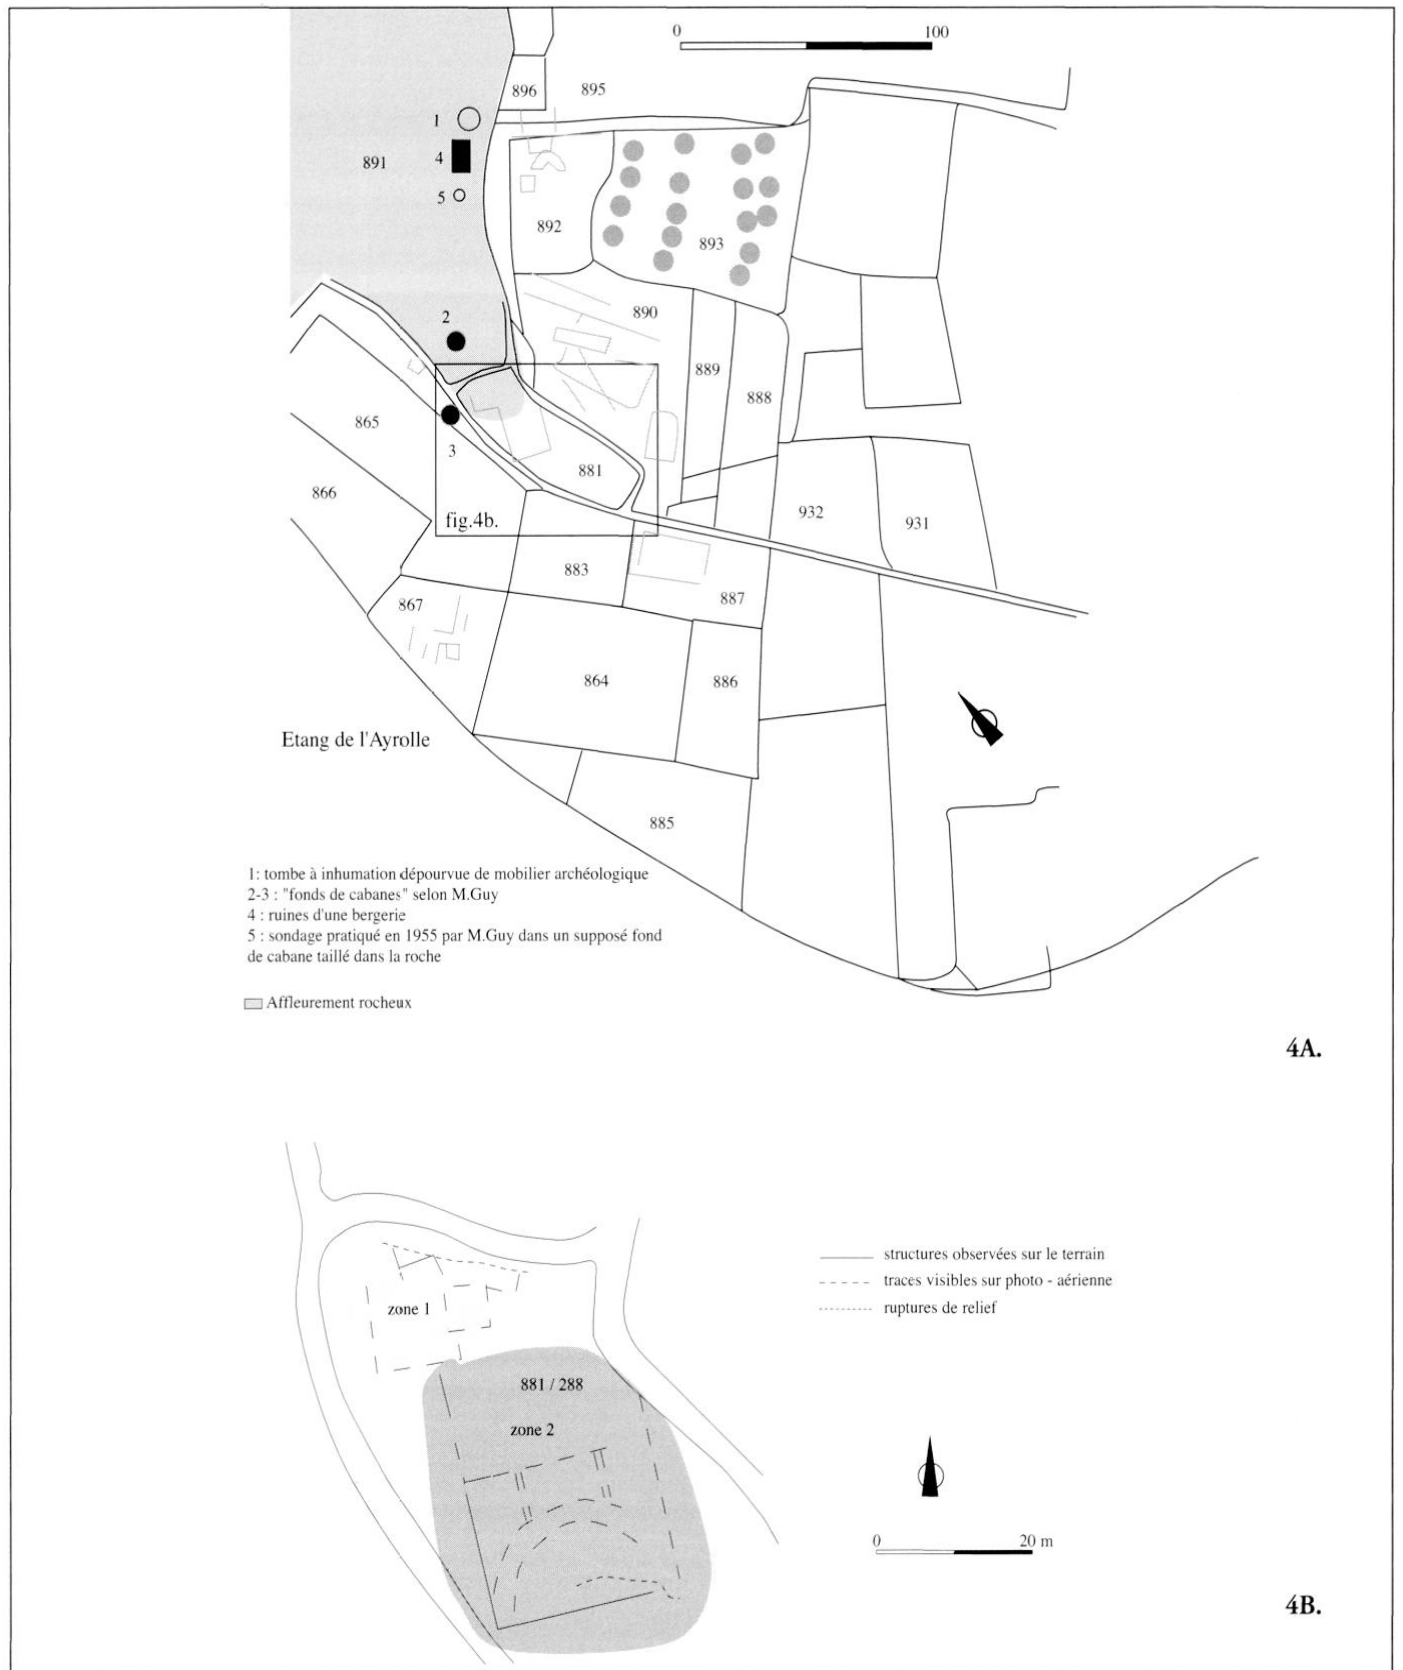 0 100
896 895
1
891 4
5
892
893
2
890
889
888
865
3
881
866
fig.4b.
932
931
883
867
887
864
886
Etang de l'Ayrolle
885
1: tombe à inhumation dépourvue de mobilier archéologique
2-3 : "fonds de cabanes" selon M.Guy
4 : ruines d'une bergerie
5 : sondage pratiqué en 1955 par M.Guy dans un supposé fond
de cabane taillé dans la roche
Affleurement rocheux
4A.
structures observées sur le terrain
traces visibles sur photo - aérienne
ruptures de relief
zone 1
881 / 288
zone 2
0 20 m
4B.